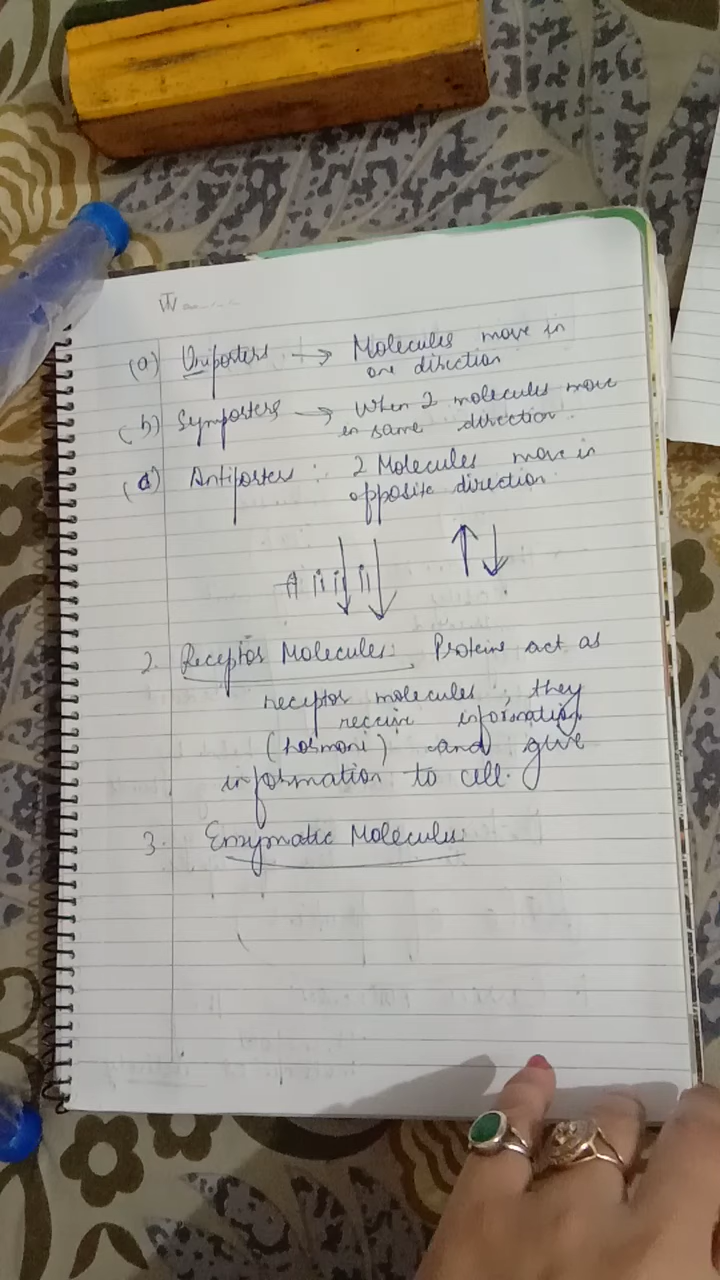 (a) Uniporters → Molecules move in
one direction
(b) Symporters → When 2 molecules move
in same direction.
(c) Antiporters : 2 Molecules move in
opposite direction
2. Receptor Molecules: Proteins act as
receptor molecules, they
receive information
(hormone) and give
information to cell.
3. Enzymatic Molecules: